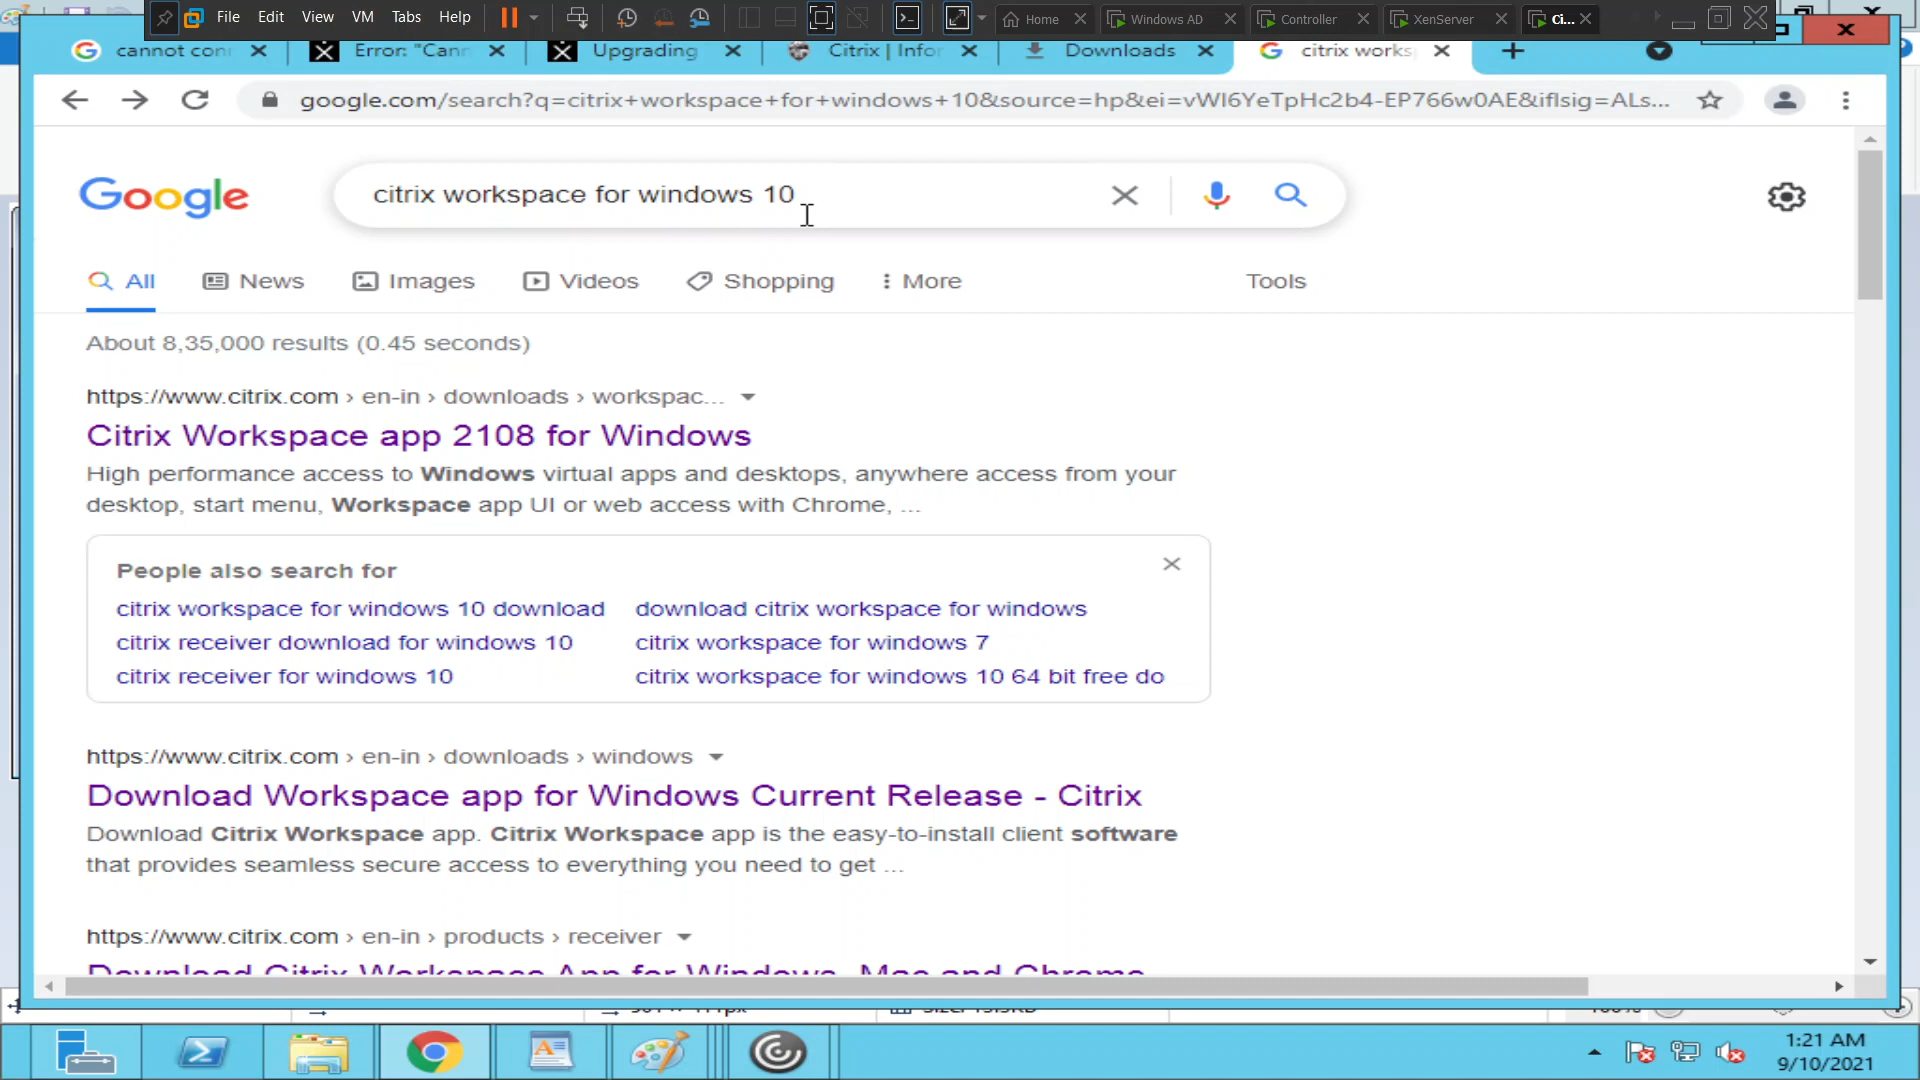 File Edit View VM Tabs Help Home Windows AD Controller XenServer Ci...
cannot conn Error: "Cann Upgrading Citrix | Infor Downloads citrix works
google.com/search?q=citrix+workspace+for+windows+10&source=hp&ei=vWI6YeTpHc2b4-EP766w0AE&iflsig=ALs...
Google citrix workspace for windows 10
All News Images Videos Shopping More Tools
About 8,35,000 results (0.45 seconds)
https://www.citrix.com › en-in › downloads › workspac...
Citrix Workspace app 2108 for Windows
High performance access to Windows virtual apps and desktops, anywhere access from your
desktop, start menu, Workspace app UI or web access with Chrome, ...
People also search for
citrix workspace for windows 10 download download citrix workspace for windows
citrix receiver download for windows 10 citrix workspace for windows 7
citrix receiver for windows 10 citrix workspace for windows 10 64 bit free do
https://www.citrix.com › en-in › downloads › windows
Download Workspace app for Windows Current Release - Citrix
Download Citrix Workspace app. Citrix Workspace app is the easy-to-install client software
that provides seamless secure access to everything you need to get ...
https://www.citrix.com › en-in › products › receiver
Download Citrix Workspace App for Windows, Mac and Chrome
1:21 AM
9/10/2021